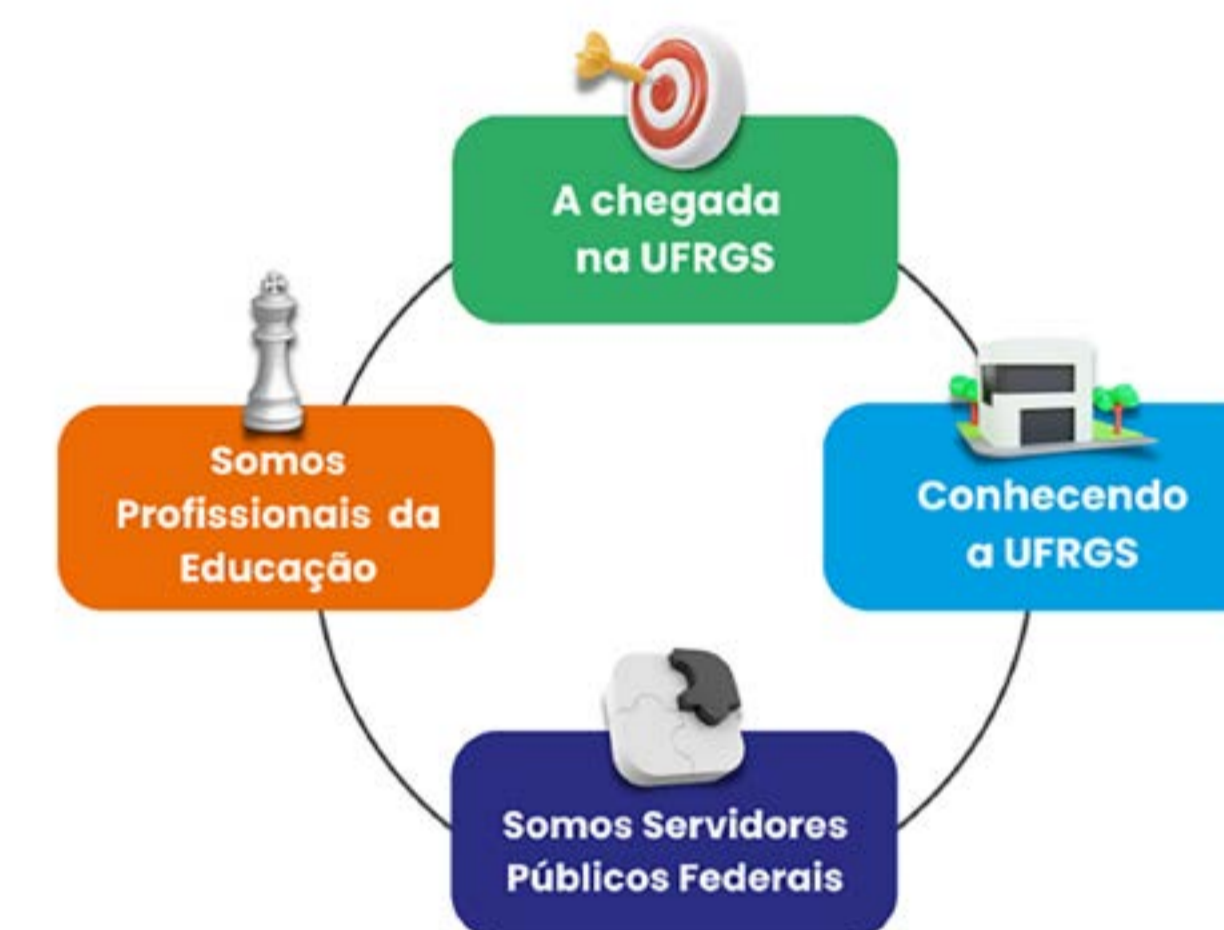 A chegada
na UFRGS
Conhecendo
a UFRGS
Somos Servidores
Públicos Federais
Somos
Profissionais da
Educação